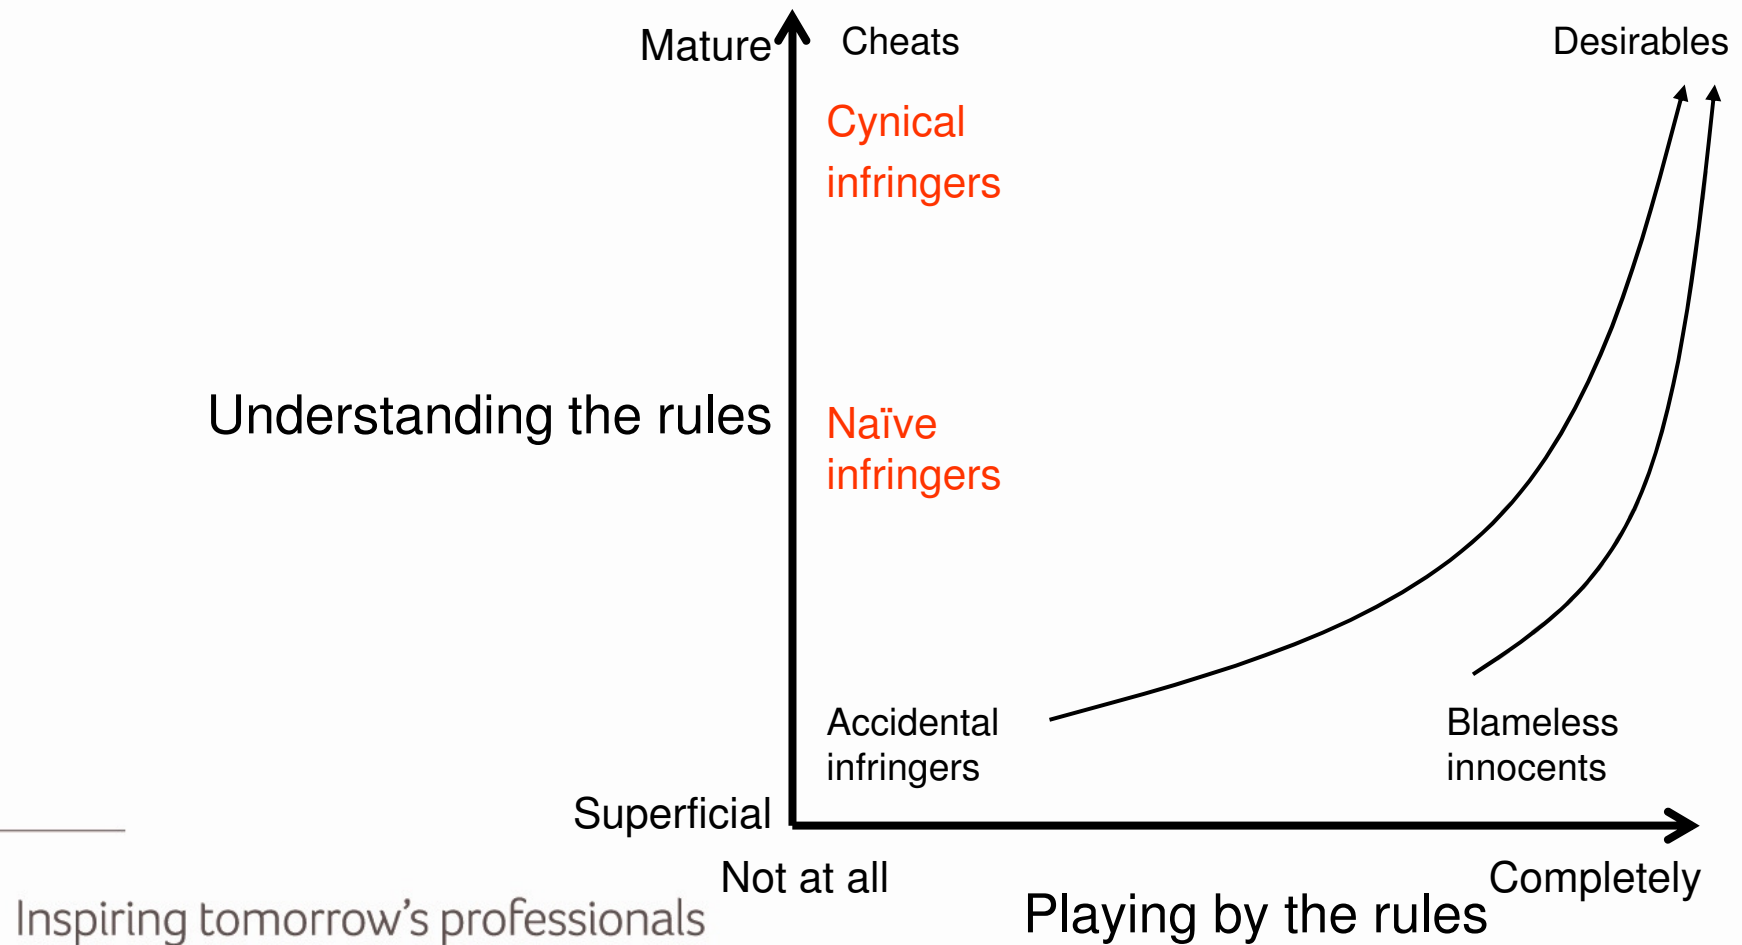 Mature
Cheats
Desirables
Cynical
infringers
Understanding the rules
Naïve
infringers
Accidental
infringers
Blameless
innocents
Superficial
Not at all
Completely
Playing by the rules
Inspiring tomorrow's professionals